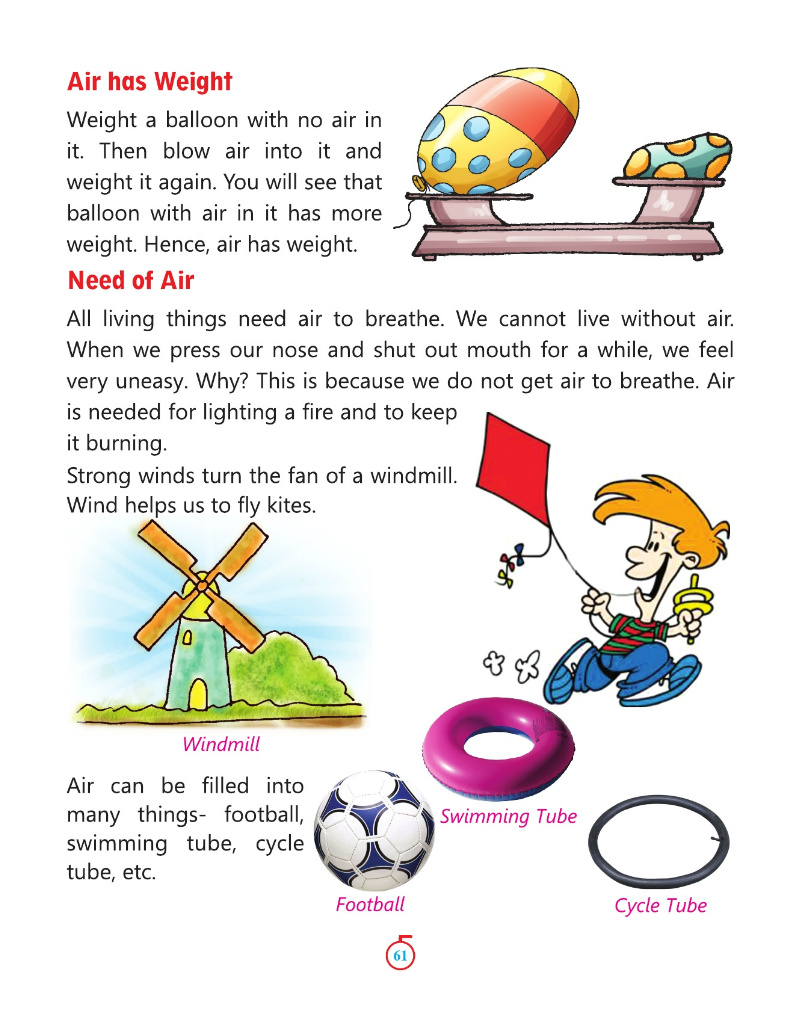 Air has Weight
Weight a balloon with no air in
it. Then blow air into it and
weight it again. You will see that
balloon with air in it has more
weight. Hence, air has weight.
Need of Air
All living things need air to breathe. We cannot live without air.
When we press our nose and shut out mouth for a while, we feel
very uneasy. Why? This is because we do not get air to breathe. Air
is needed for lighting a fire and to keep
it burning.
Strong winds turn the fan of a windmill.
Wind helps us to fly kites.
Windmill
Air can be filled into
many things- football,
swimming tube, cycle
tube, etc.
Swimming Tube
Football
Cycle Tube
61